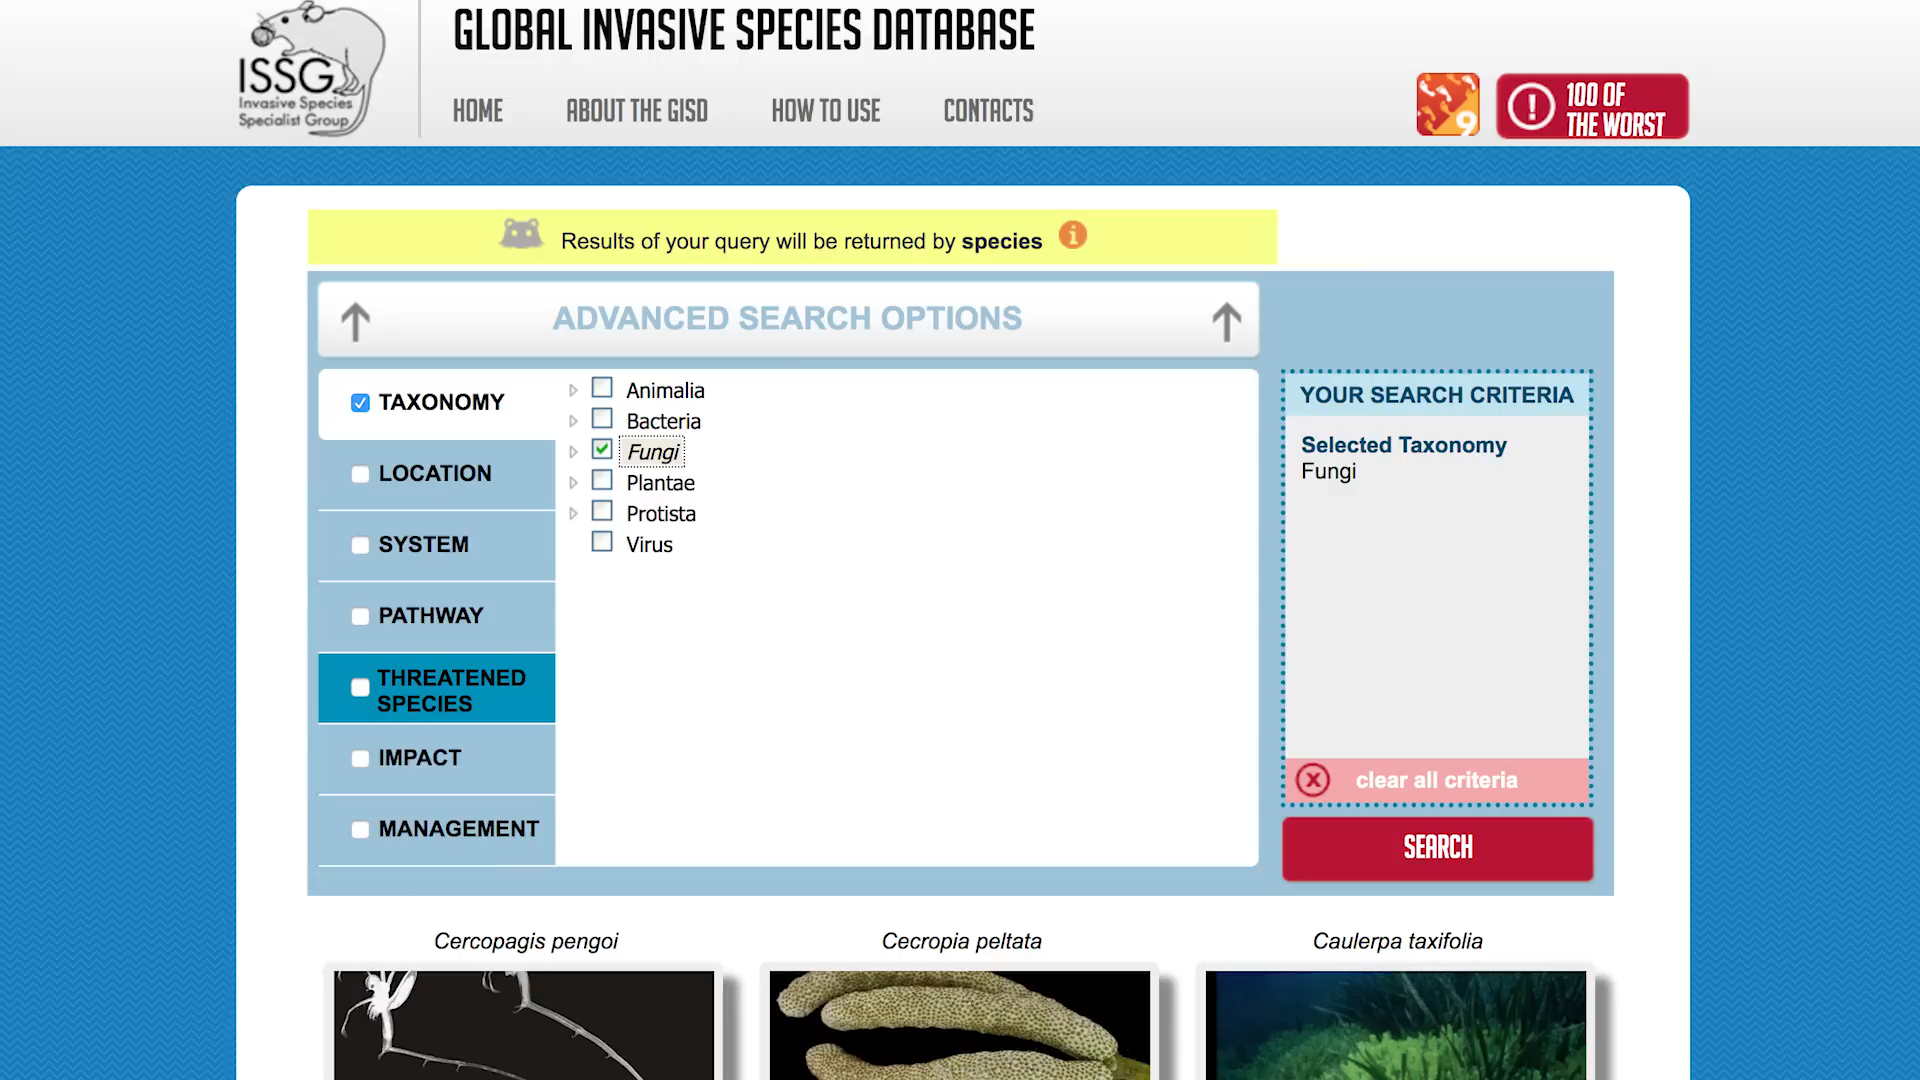 GLOBAL INVASIVE SPECIES DATABASE
ISSG
Invasive Species
Specialist Group
HOME
ABOUT THE GISD
HOW TO USE
CONTACTS
9
100 OF
THE WORST
Results of your query will be returned by species
i
ADVANCED SEARCH OPTIONS
TAXONOMY
LOCATION
SYSTEM
PATHWAY
THREATENED
SPECIES
IMPACT
MANAGEMENT
Animalia
Bacteria
Fungi
Plantae
Protista
Virus
YOUR SEARCH CRITERIA
Selected Taxonomy
Fungi
clear all criteria
SEARCH
Cercopagis pengoi
Cecropia peltata
Caulerpa taxifolia